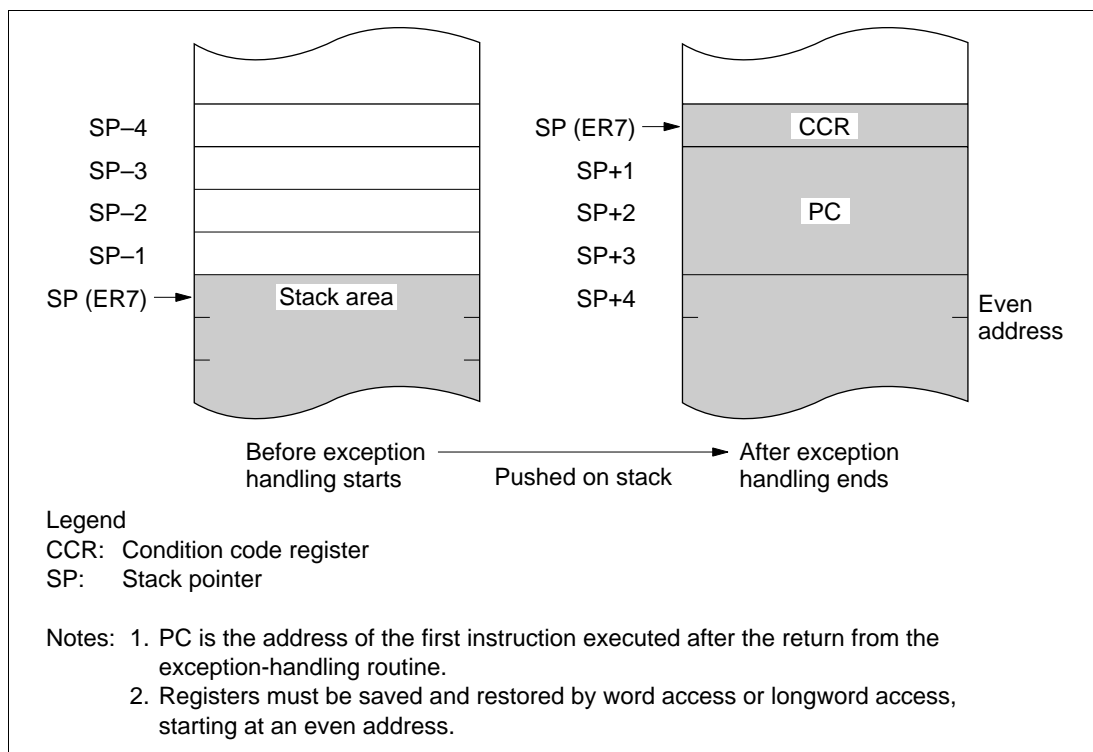 SP–4
SP–3
SP–2
SP–1
SP (ER7)
Stack area
SP (ER7)
SP+1
SP+2
SP+3
SP+4
CCR
PC
Even
address
Before exception
handling starts
Pushed on stack
After exception
handling ends
Legend
CCR: Condition code register
SP: Stack pointer
Notes: 1. PC is the address of the first instruction executed after the return from the
exception-handling routine.
2. Registers must be saved and restored by word access or longword access,
starting at an even address.